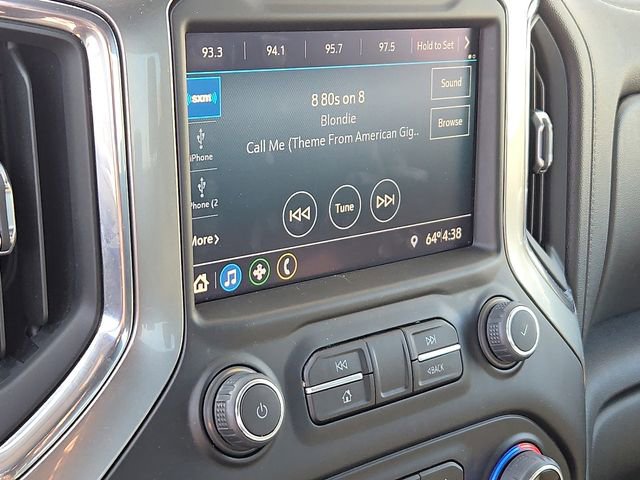 93.3 94.1 95.7 97.5 Hold to Set
sxm
8 80s on 8
Sound
Blondie
Browse
Call Me (Theme From American Gig..
iPhone
Phone (2
Tune
More
64° 4:38
<BACK